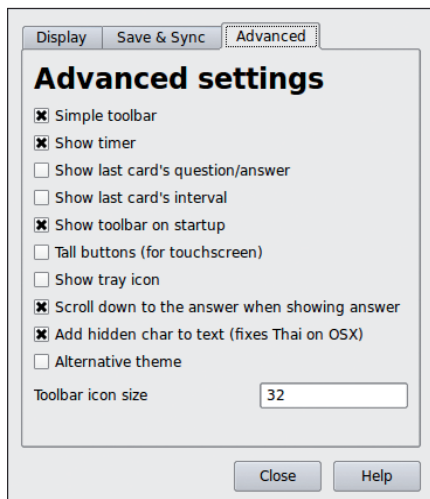 Display Save & Sync Advanced
Advanced settings
Simple toolbar
Show timer
Show last card's question/answer
Show last card's interval
Show toolbar on startup
Tall buttons (for touchscreen)
Show tray icon
Scroll down to the answer when showing answer
Add hidden char to text (fixes Thai on OSX)
Alternative theme
Toolbar icon size 32
Close Help